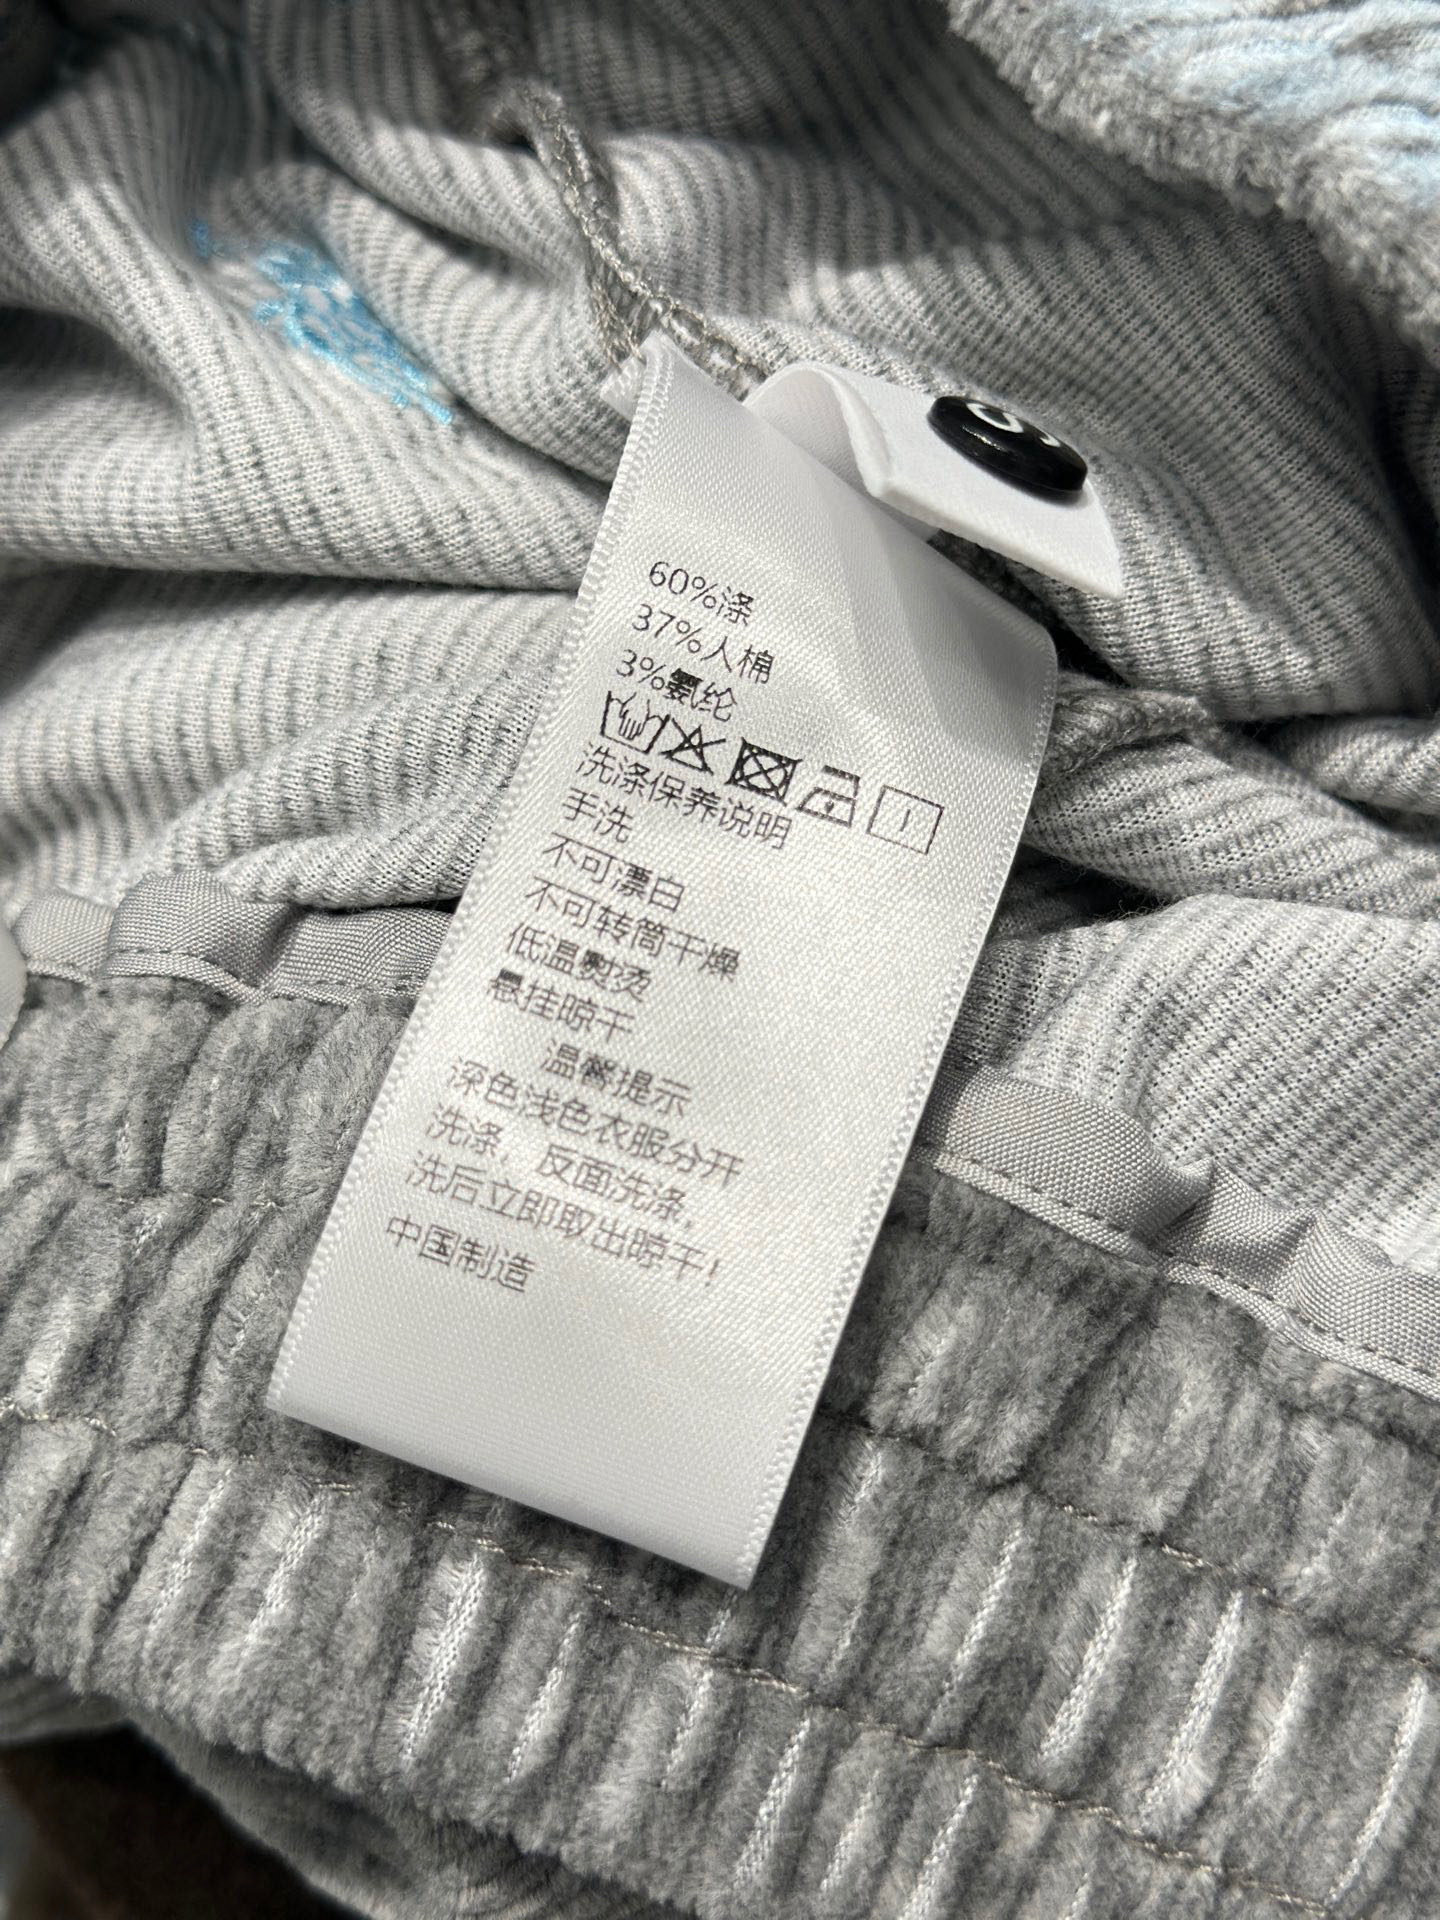 60%涤
37%人棉
3%氨纶
洗涤保养说明
手洗
不可漂白
不可转筒干燥
低温熨烫
悬挂晾干
温馨提示
深色浅色衣服分开
洗涤，反面洗涤，
洗后立即取出晾干！
中国制造